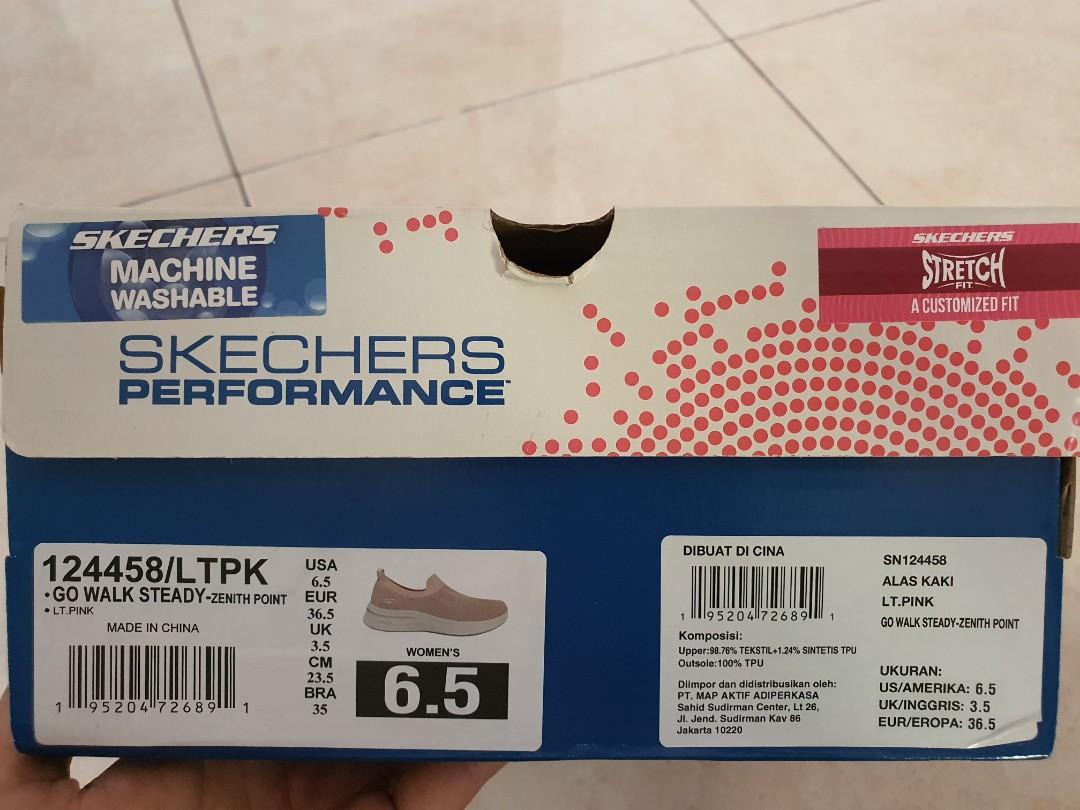 SKECHERS
MACHINE
WASHABLE
SKECHERS
PERFORMANCE™
SKECHERS
STRETCH
FIT
A CUSTOMIZED FIT
124458/LTPK
• GO WALK STEADY-ZENITH POINT
• LT.PINK
MADE IN CHINA
1 95204 72689 1
USA
6.5
EUR
36.5
UK
3.5
CM
23.5
BRA
35
WOMEN'S
6.5
DIBUAT DI CINA
1 95204 72689 1
Komposisi:
Upper:98.76% TEKSTIL+1.24% SINTETIS TPU
Outsole:100% TPU
Diimpor dan didistribusikan oleh:
PT. MAP AKTIF ADIPERKASA
Sahid Sudirman Center, Lt 26,
Jl. Jend. Sudirman Kav 86
Jakarta 10220
SN124458
ALAS KAKI
LT.PINK
GO WALK STEADY-ZENITH POINT
UKURAN:
US/AMERIKA: 6.5
UK/INGGRIS: 3.5
EUR/EROPA: 36.5